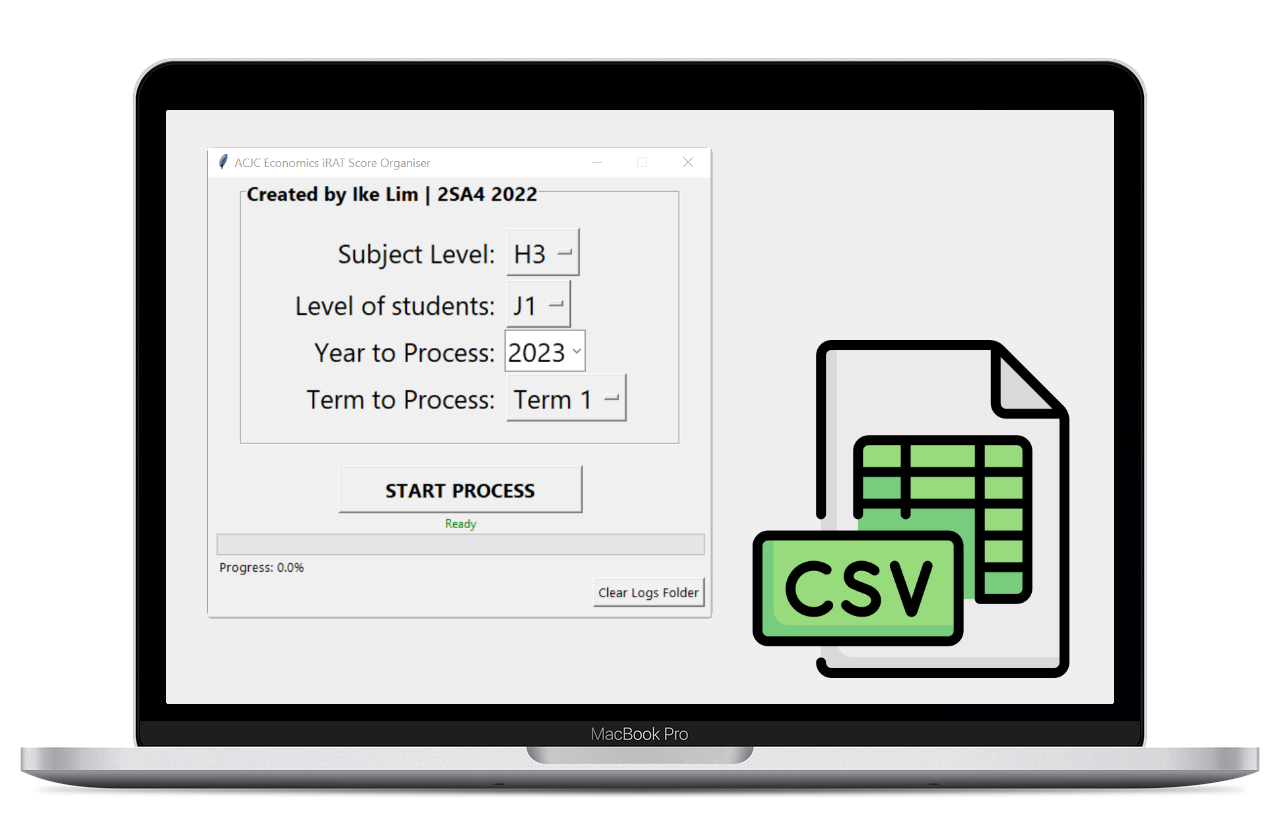 ACJC Economics iRAT Score Organiser
Created by Ike Lim | 2SA4 2022
Subject Level: H3
Level of students: J1
Year to Process: 2023
Term to Process: Term 1
START PROCESS
Ready
Progress: 0.0%
Clear Logs Folder
CSV
MacBook Pro